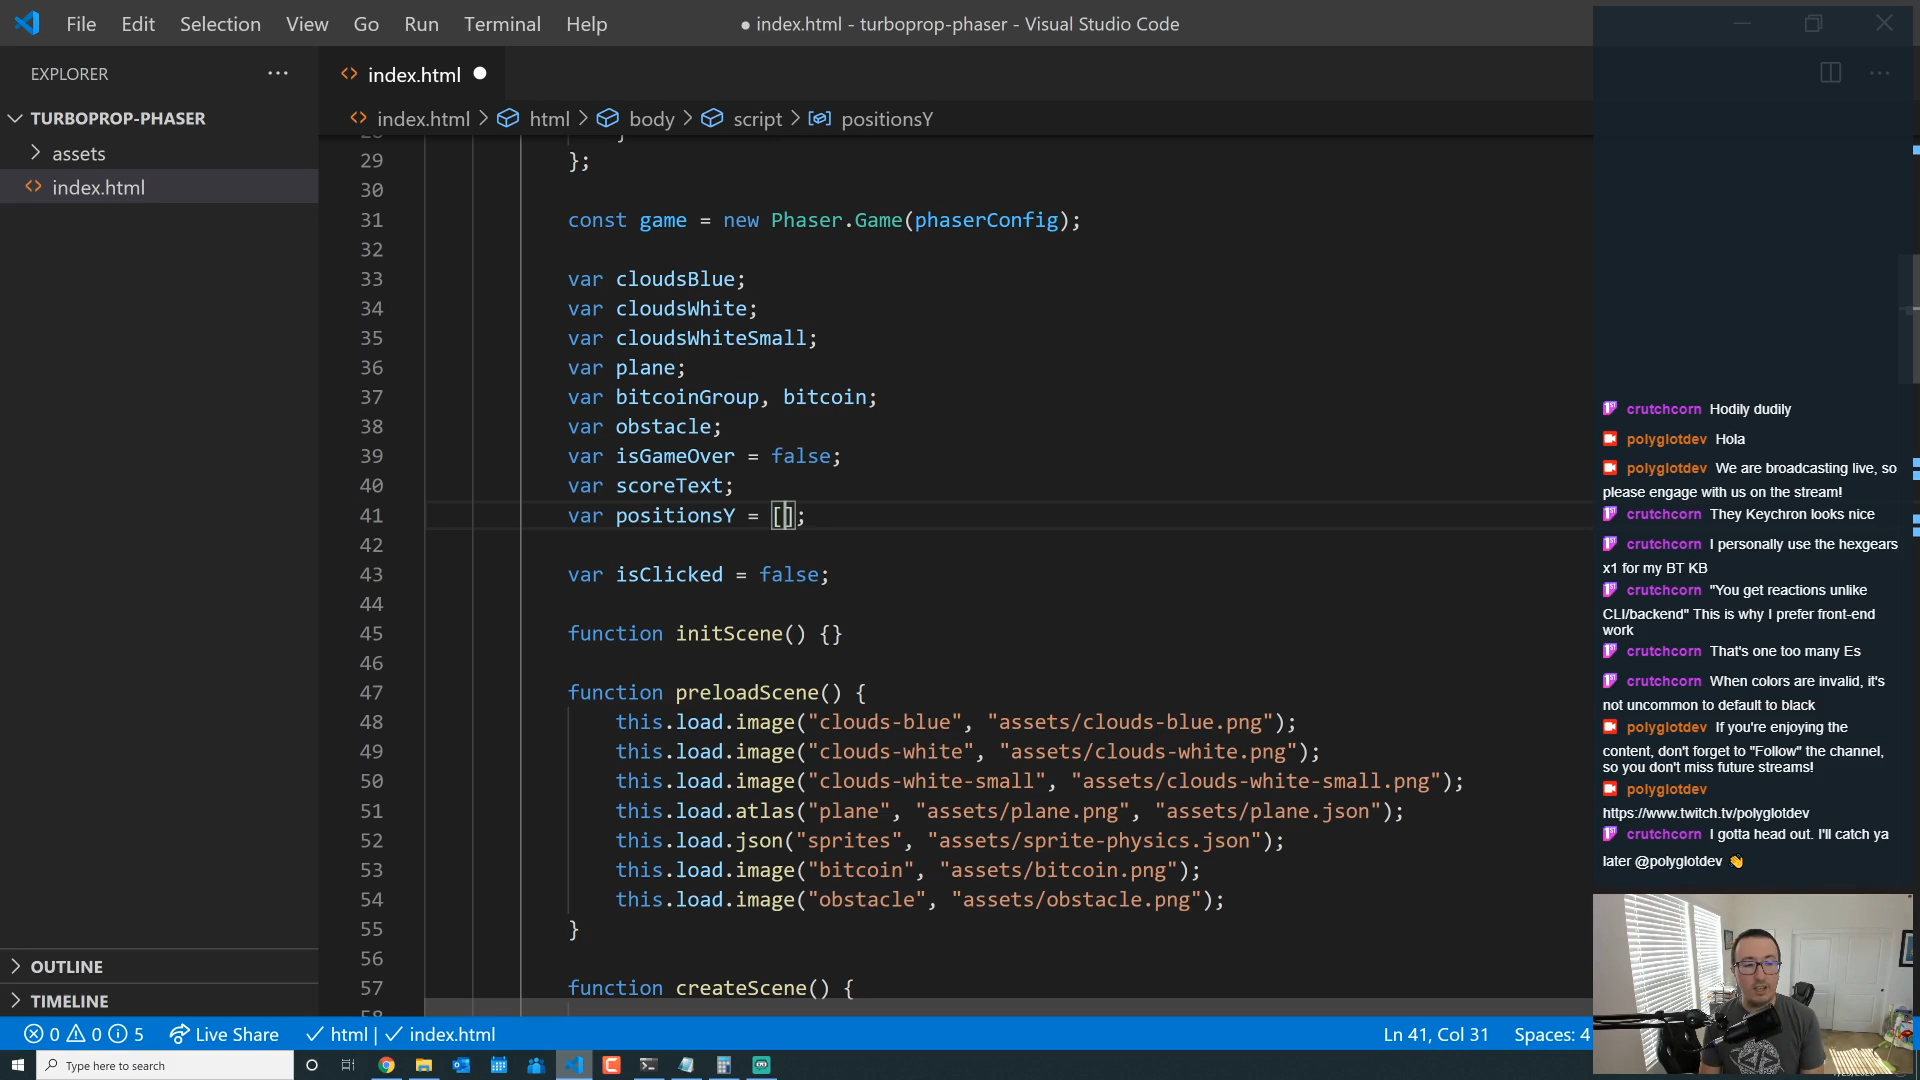 File Edit Selection View Go Run Terminal Help
● index.html - turboprop-phaser - Visual Studio Code
EXPLORER ···
TURBOPROP-PHASER
assets
index.html
OUTLINE
TIMELINE
index.html
index.html > html > body > script > positionsY
29 };
30
31 const game = new Phaser.Game(phaserConfig);
32
33 var cloudsBlue;
34 var cloudsWhite;
35 var cloudsWhiteSmall;
36 var plane;
37 var bitcoinGroup, bitcoin;
38 var obstacle;
39 var isGameOver = false;
40 var scoreText;
41 var positionsY = [];
42
43 var isClicked = false;
44
45 function initScene() {}
46
47 function preloadScene() {
48 this.load.image("clouds-blue", "assets/clouds-blue.png");
49 this.load.image("clouds-white", "assets/clouds-white.png");
50 this.load.image("clouds-white-small", "assets/clouds-white-small.png");
51 this.load.atlas("plane", "assets/plane.png", "assets/plane.json");
52 this.load.json("sprites", "assets/sprite-physics.json");
53 this.load.image("bitcoin", "assets/bitcoin.png");
54 this.load.image("obstacle", "assets/obstacle.png");
55 }
56
57 function createScene() {
crutchcorn Hodily dudily
polyglotdev Hola
polyglotdev We are broadcasting live, so
please engage with us on the stream!
crutchcorn They Keychron looks nice
crutchcorn I personally use the hexgears
x1 for my BT KB
crutchcorn "You get reactions unlike
CLI/backend" This is why I prefer front-end
work
crutchcorn That's one too many Es
crutchcorn When colors are invalid, it's
not uncommon to default to black
polyglotdev If you're enjoying the
content, don't forget to "Follow" the channel,
so you don't miss future streams!
polyglotdev
https://www.twitch.tv/polyglotdev
crutchcorn I gotta head out. I'll catch ya
later @polyglotdev 👋
0 0 5 Live Share ✓ html | ✓ index.html
Ln 41, Col 31 Spaces: 4
Type here to search